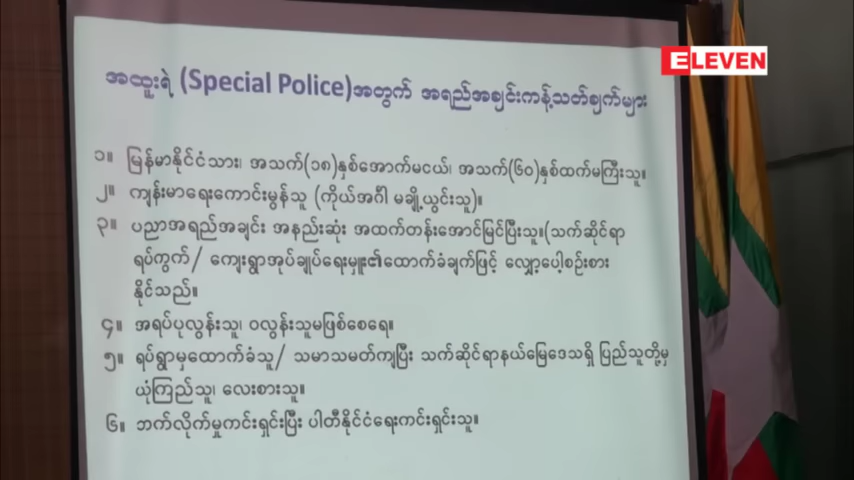 ELEVEN
အထူးရဲ (Special Police)အတွက် အရည်အချင်းကန့်သတ်ချက်များ
၁။ မြန်မာနိုင်ငံသား၊ အသက်(၁၈)နှစ်အောက်မငယ်၊ အသက်(၆၀)နှစ်ထက်မကြီးသူ။
၂။ ကျန်းမာရေးကောင်းမွန်သူ (ကိုယ်အင်္ဂါ မချို့ယွင်းသူ)။
၃။ ပညာအရည်အချင်း အနည်းဆုံး အထက်တန်းအောင်မြင်ပြီးသူ။(သက်ဆိုင်ရာ
ရပ်ကွက်/ ကျေးရွာအုပ်ချုပ်ရေးမှူး၏ထောက်ခံချက်ဖြင့် လျှော့ပေါ့စဉ်းစား
နိုင်သည်။
၄။ အရပ်ပုလွန်းသူ၊ ဝလွန်းသူမဖြစ်စေရ။
၅။ ရပ်ရွာမှထောက်ခံသူ/ သမာသမတ်ကျပြီး သက်ဆိုင်ရာနယ်မြေဒေသရှိ ပြည်သူတို့မှ
ယုံကြည်သူ၊ လေးစားသူ။
၆။ ဘက်လိုက်မှုကင်းရှင်းပြီး ပါတီနိုင်ငံရေးကင်းရှင်းသူ။